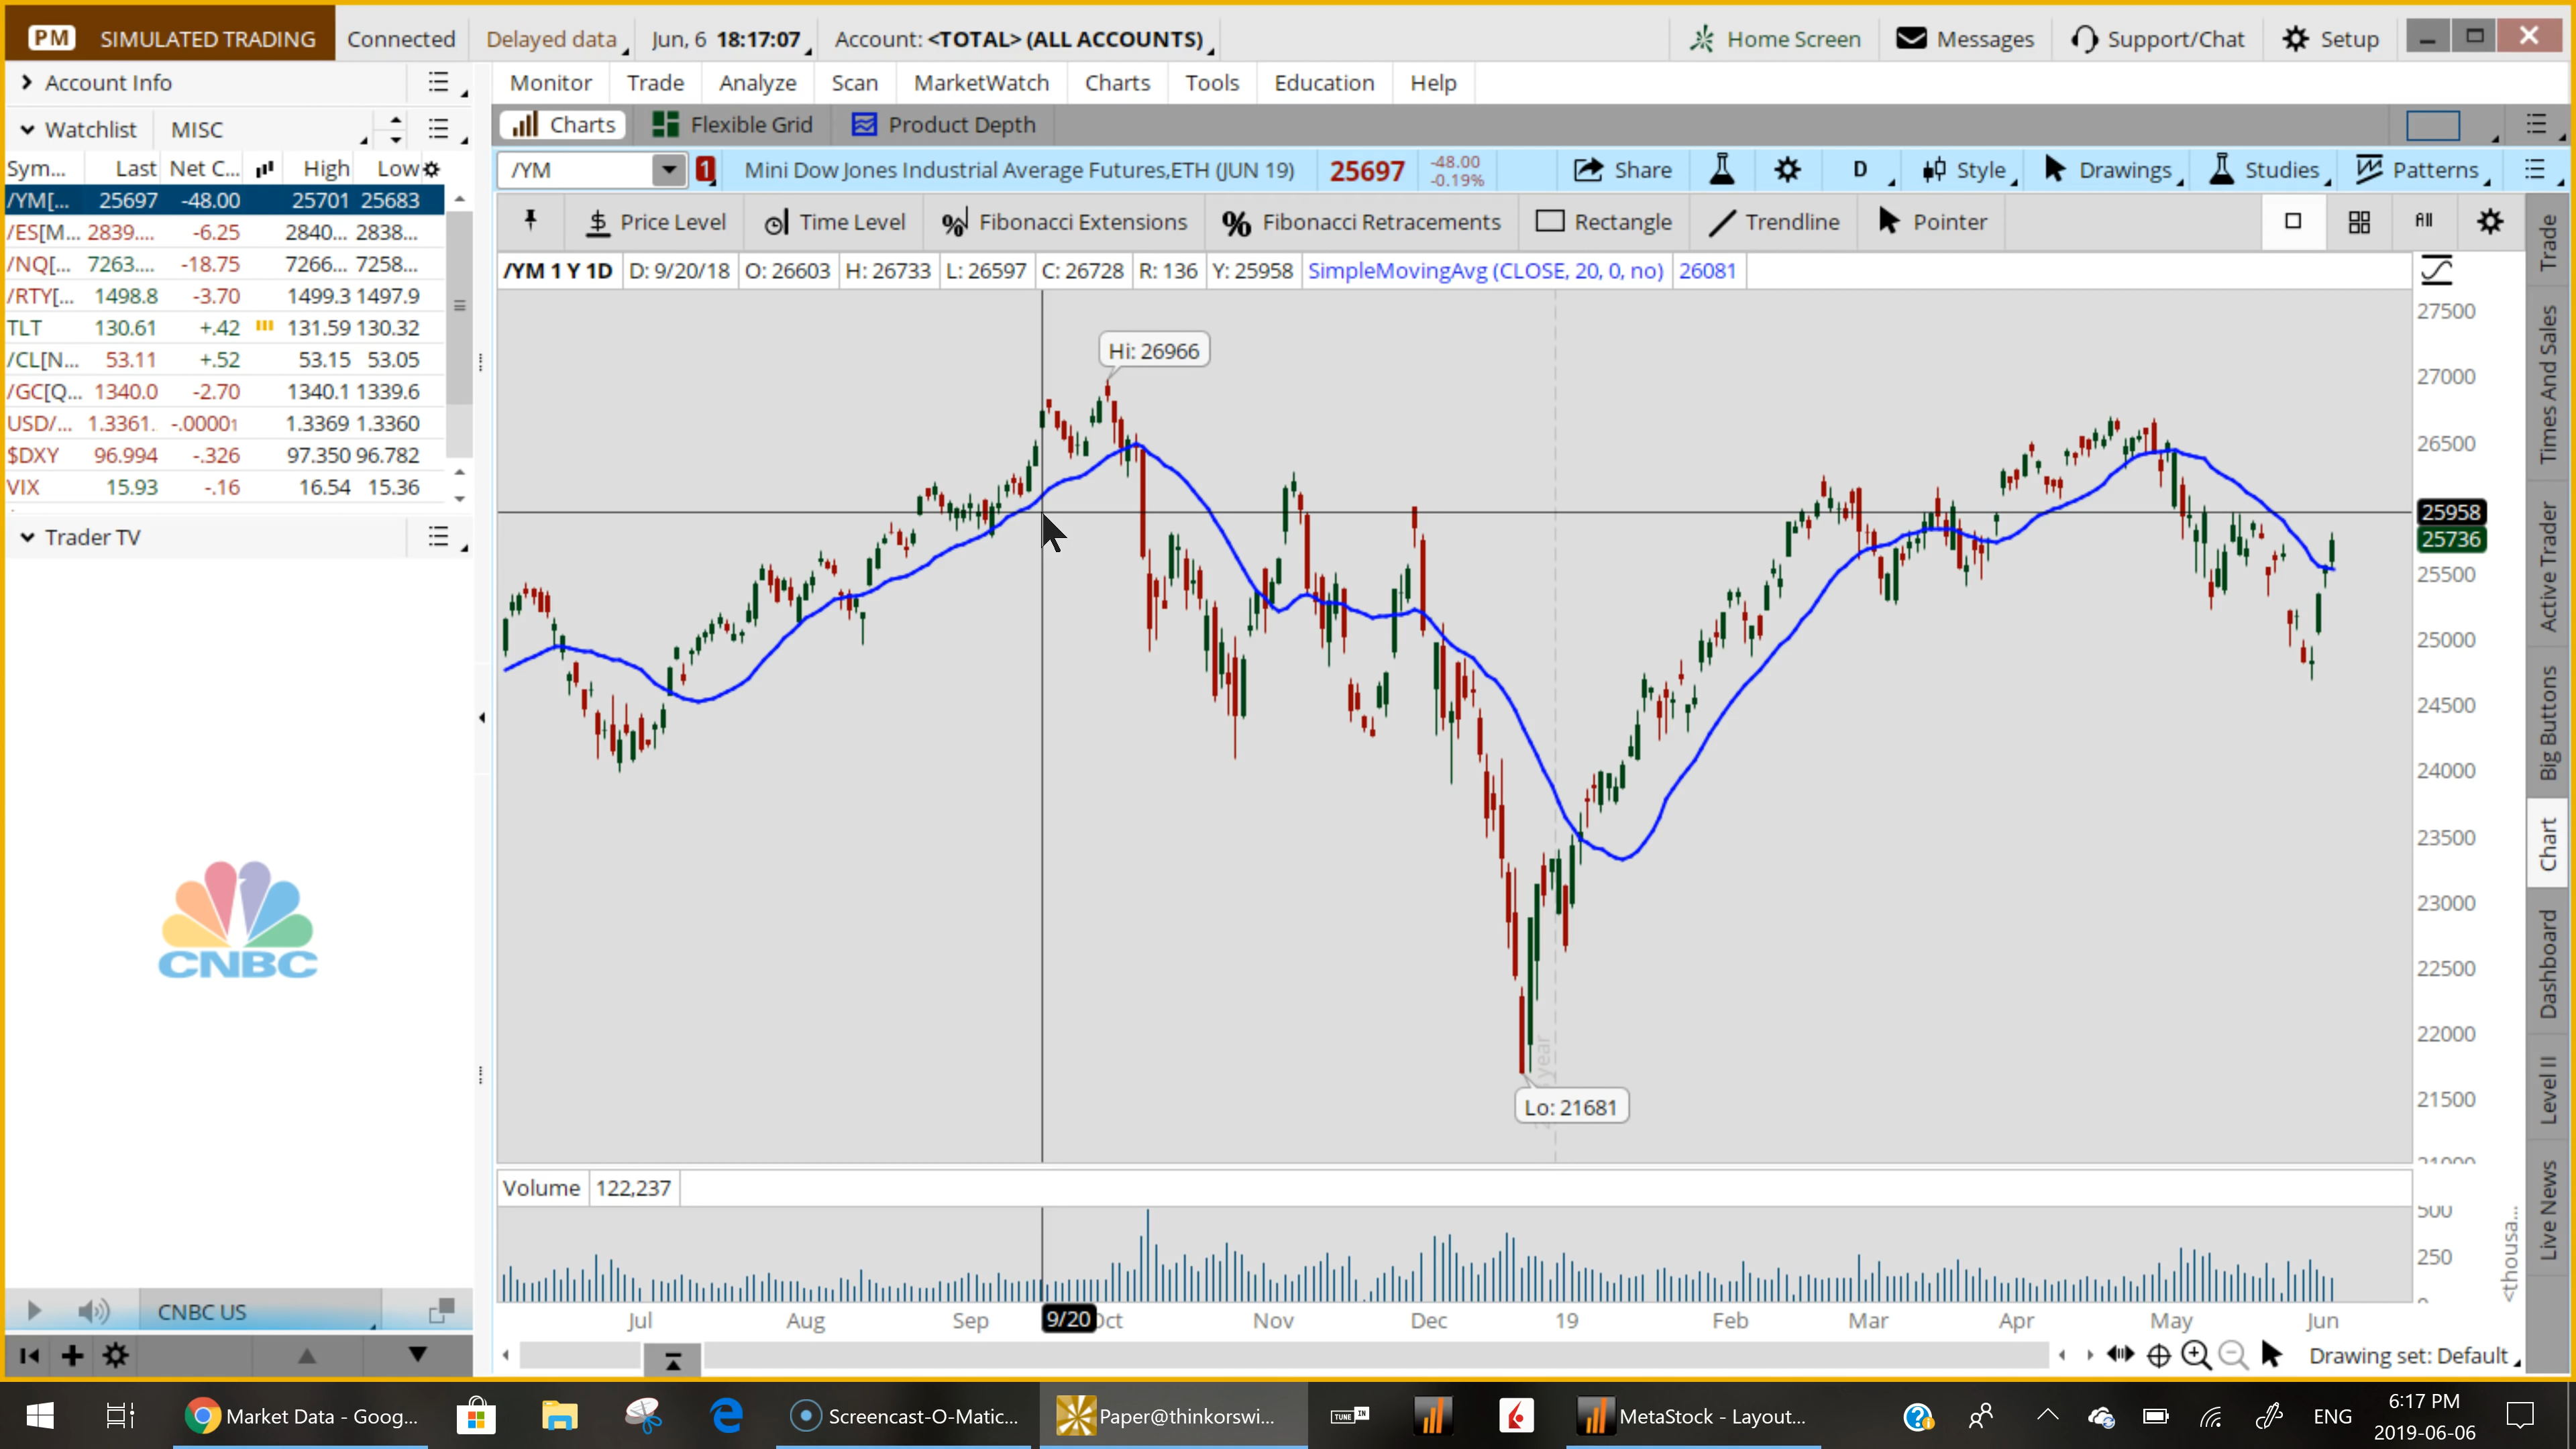 PM SIMULATED TRADING Connected Delayed data Jun, 6 18:17:07 Account: <TOTAL> (ALL ACCOUNTS) Home Screen Messages Support/Chat Setup
Account Info
Monitor Trade Analyze Scan MarketWatch Charts Tools Education Help
Watchlist MISC
Charts Flexible Grid Product Depth
Sym... Last Net C... High Low
/YM[... 25697 -48.00 25701 25683
/ES[M... 2839.... -6.25 2840... 2838...
/NQ[... 7263.... -18.75 7266... 7258...
/RTY[... 1498.8 -3.70 1499.3 1497.9
TLT 130.61 +.42 131.59 130.32
/CL[N... 53.11 +.52 53.15 53.05
/GC[Q... 1340.0 -2.70 1340.1 1339.6
USD/... 1.3361. -.00001 1.3369 1.3360
$DXY 96.994 -.326 97.350 96.782
VIX 15.93 -.16 16.54 15.36
Trader TV
CNBC
CNBC US
/YM 1 Mini Dow Jones Industrial Average Futures,ETH (JUN 19) 25697 -48.00 -0.19% Share D Style Drawings Studies Patterns
$ Price Level Time Level % Fibonacci Extensions % Fibonacci Retracements Rectangle Trendline Pointer All
/YM 1 Y 1D D: 9/20/18 O: 26603 H: 26733 L: 26597 C: 26728 R: 136 Y: 25958 SimpleMovingAvg (CLOSE, 20, 0, no) 26081
Hi: 26966
Lo: 21681
year
27500
27000
26500
25958
25736
25500
25000
24500
24000
23500
23000
22500
22000
21500
21000
Volume 122,237
500
250
0
<thousa...
Jul Aug Sep 9/20 Oct Nov Dec 19 Feb Mar Apr May Jun
Drawing set: Default
Trade
Times And Sales
Active Trader
Big Buttons
Chart
Dashboard
Level II
Live News
Market Data - Goog... Screencast-O-Matic... Paper@thinkorswi... TUNE IN MetaStock - Layout... ENG 6:17 PM
2019-06-06